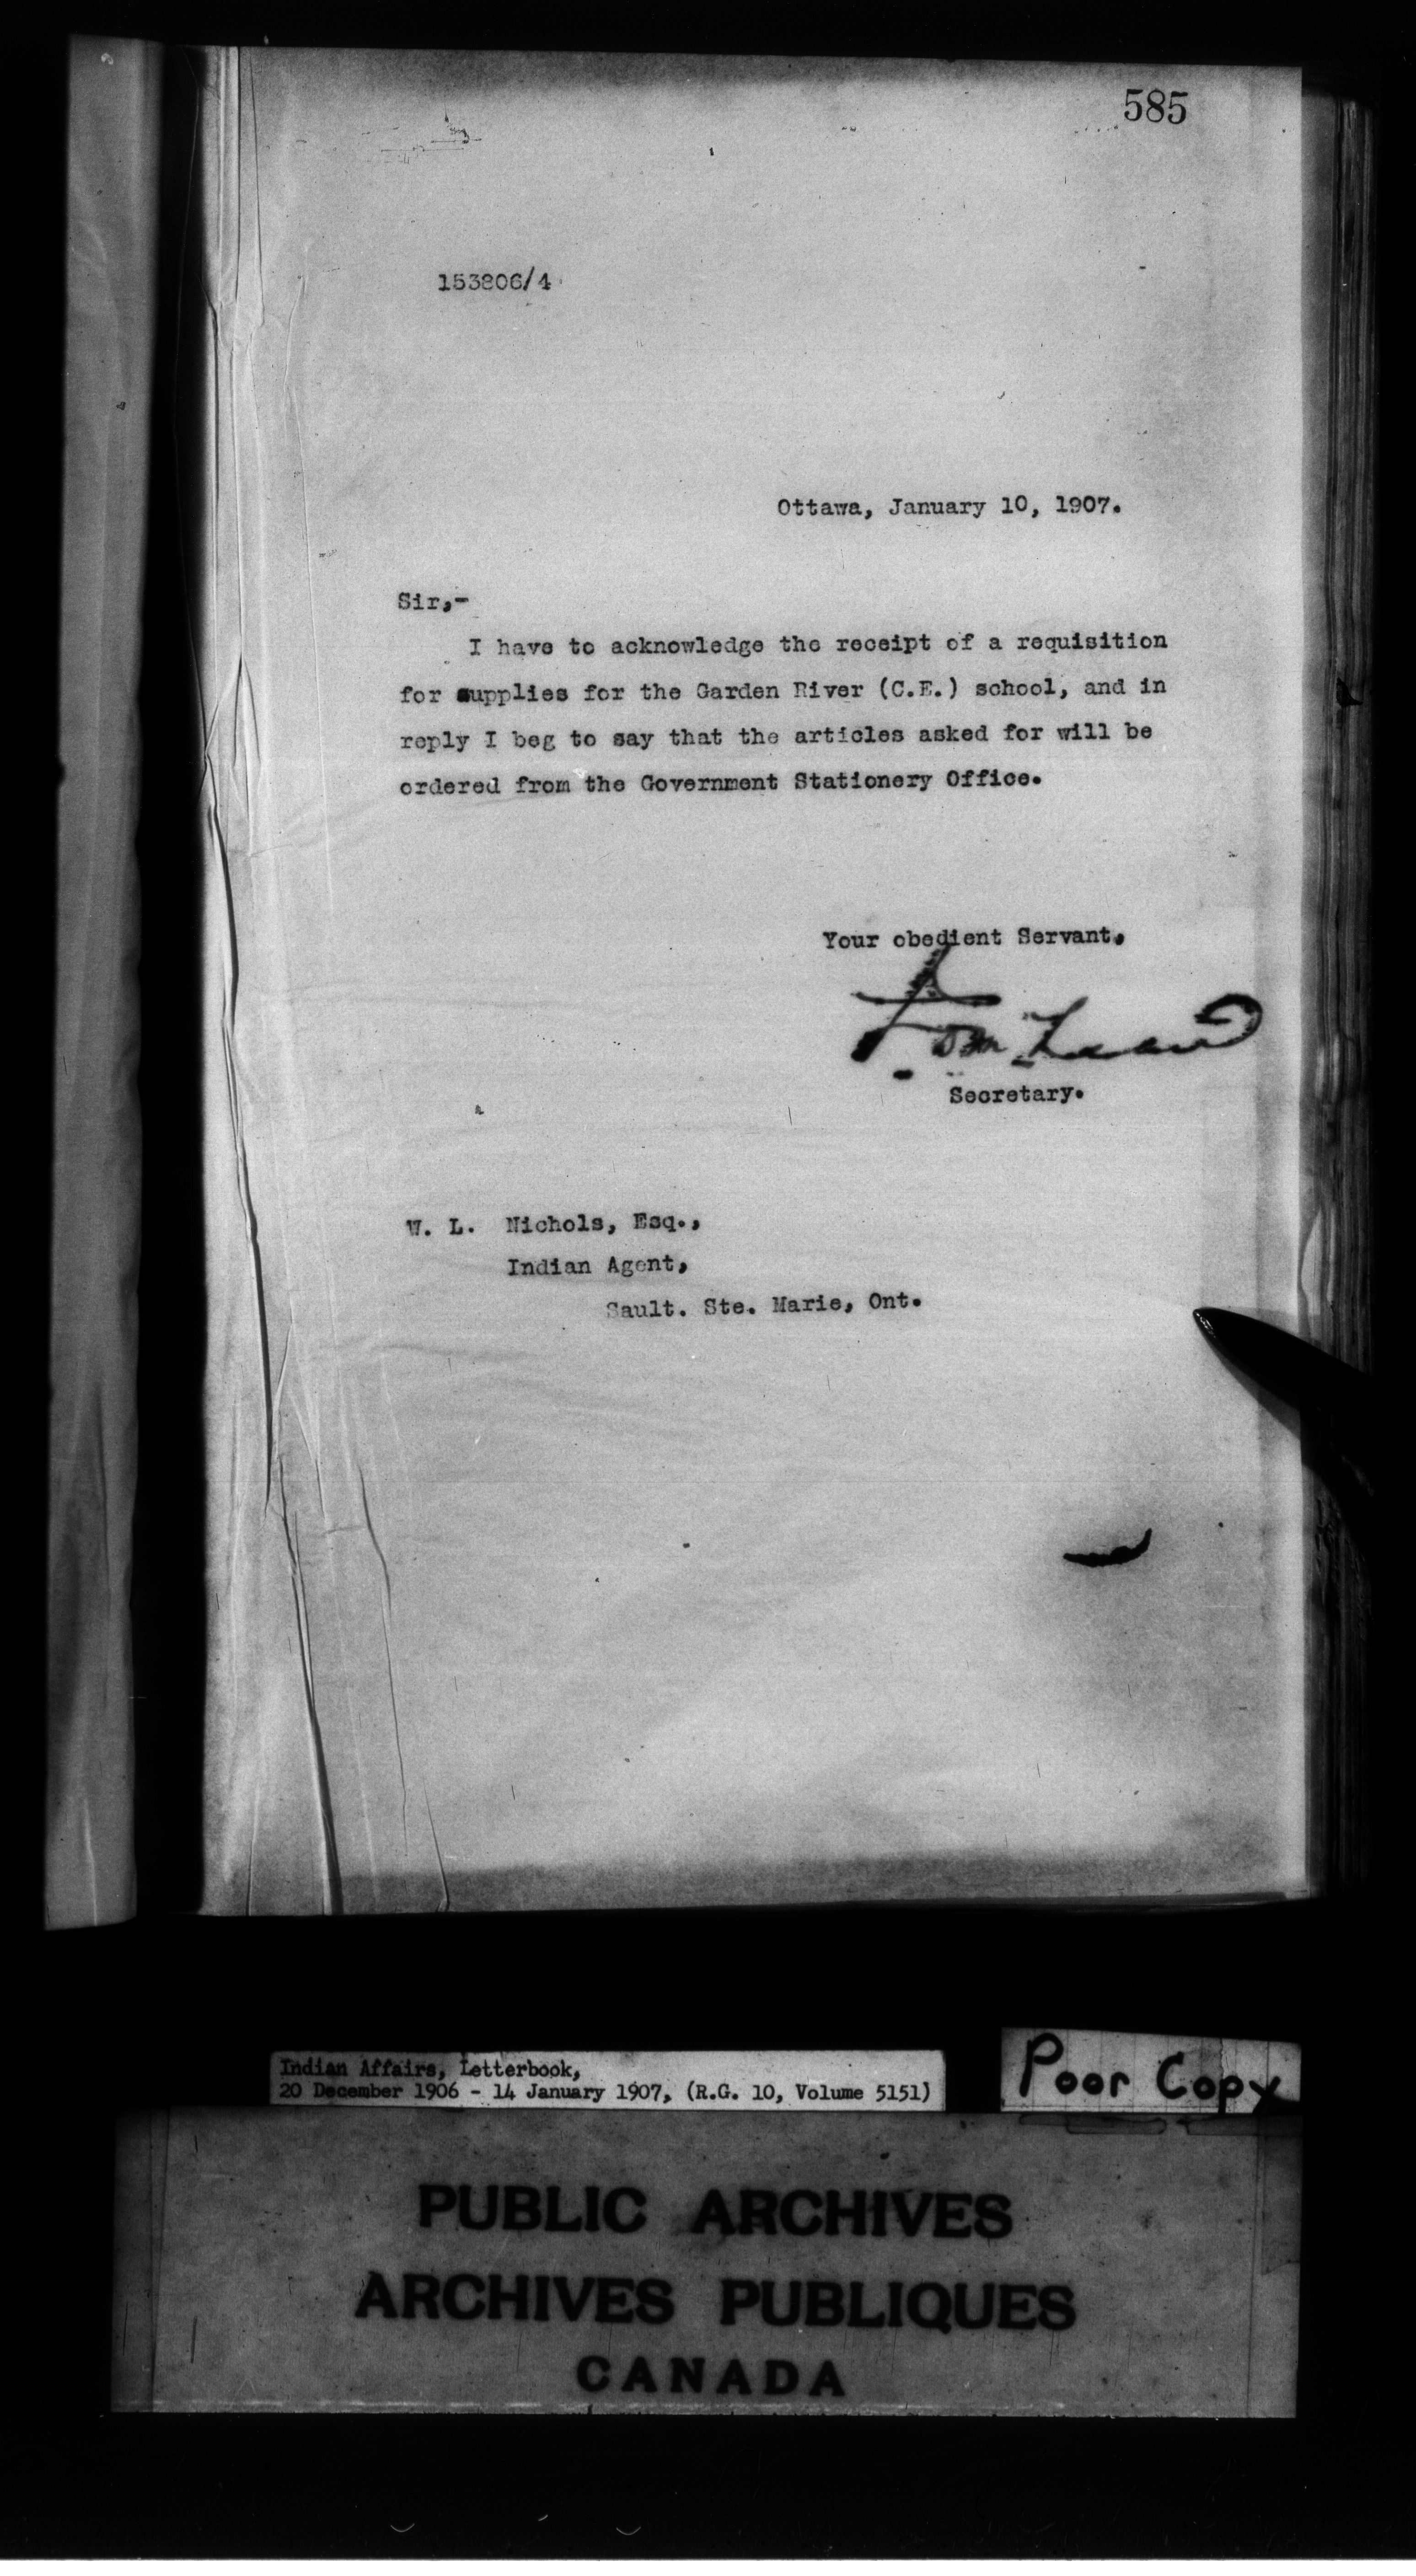 585
153806/4
Ottawa, January 10, 1907.
Sir,-
I have to acknowledge the receipt of a requisition
for supplies for the Garden River (C.E.) school, and in
reply I beg to say that the articles asked for will be
ordered from the Government Stationery Office.
Your obedient Servant,
Secretary.
W. L. Nichols, Esq.,
Indian Agent,
Sault. Ste. Marie, Ont.
Indian Affairs, Letterbook,
20 December 1906 - 14 January 1907, (R.G. 10, Volume 5151)
Poor Copy
PUBLIC ARCHIVES
ARCHIVES PUBLIQUES
CANADA